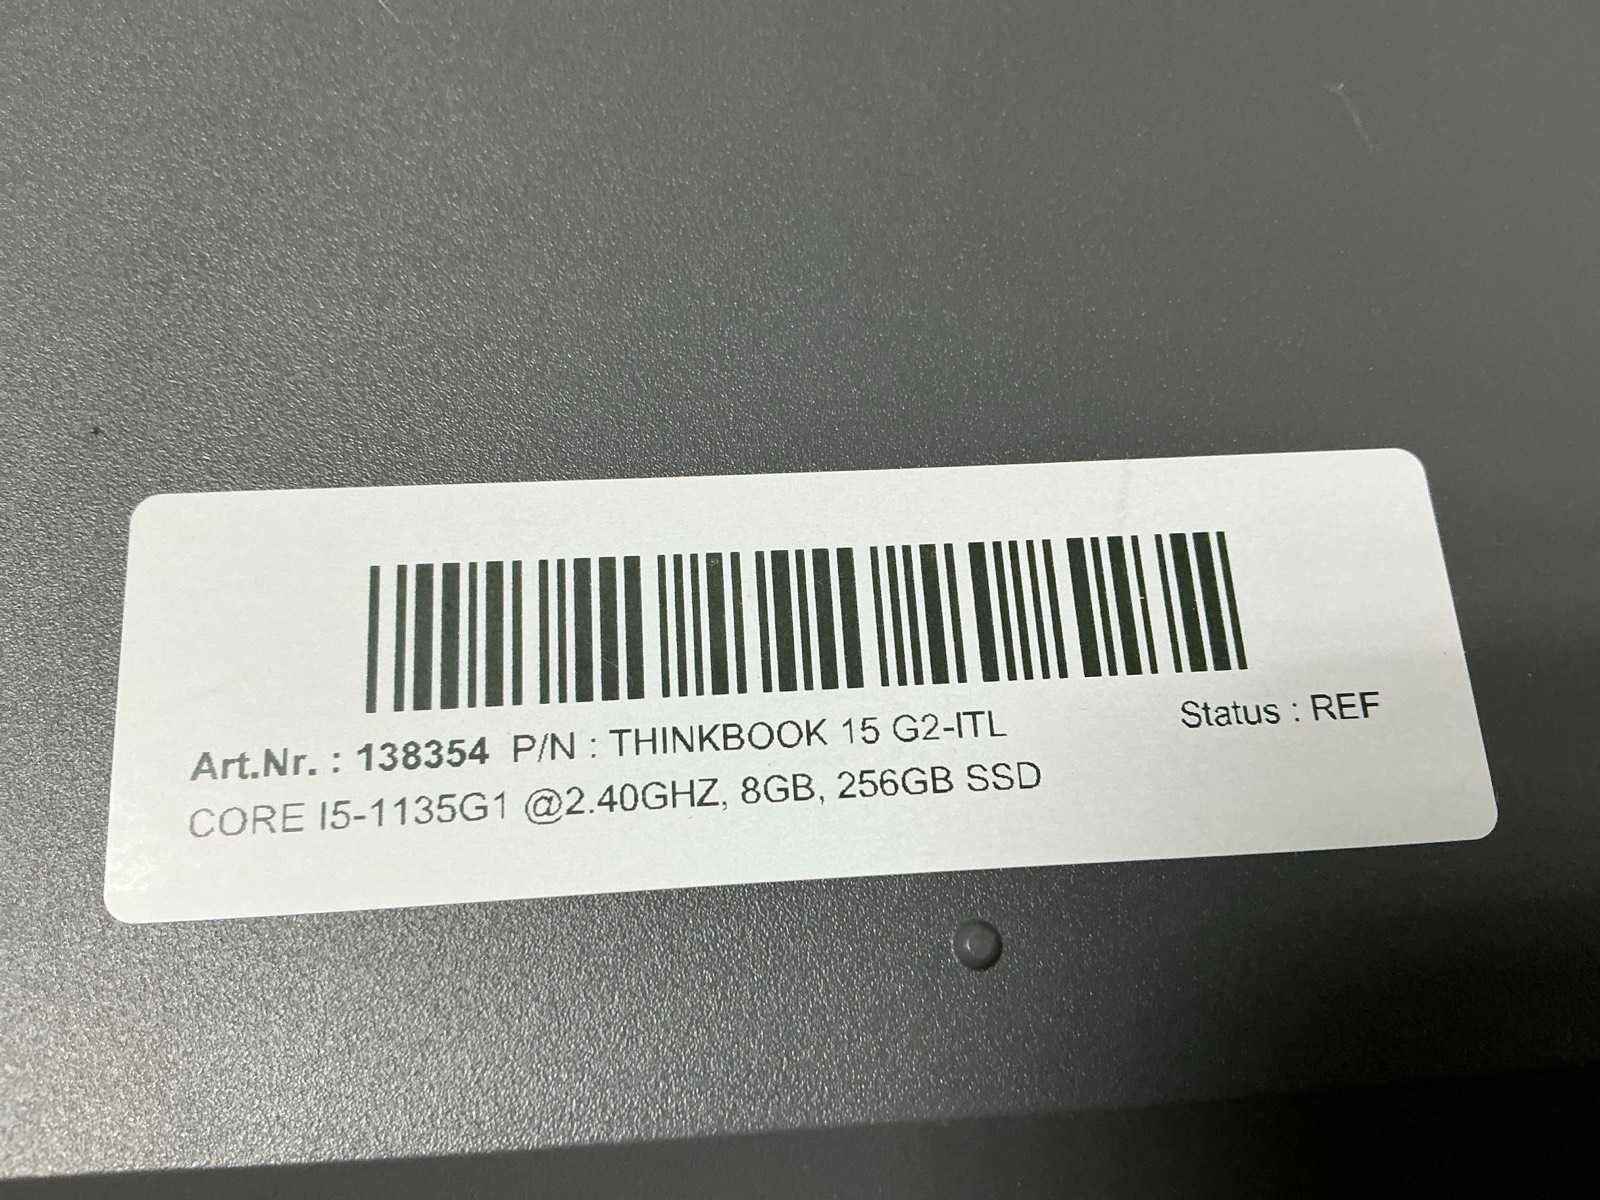 Art.Nr. : 138354 P/N : THINKBOOK 15 G2-ITL Status : REF
CORE I5-1135G1 @2.40GHZ, 8GB, 256GB SSD